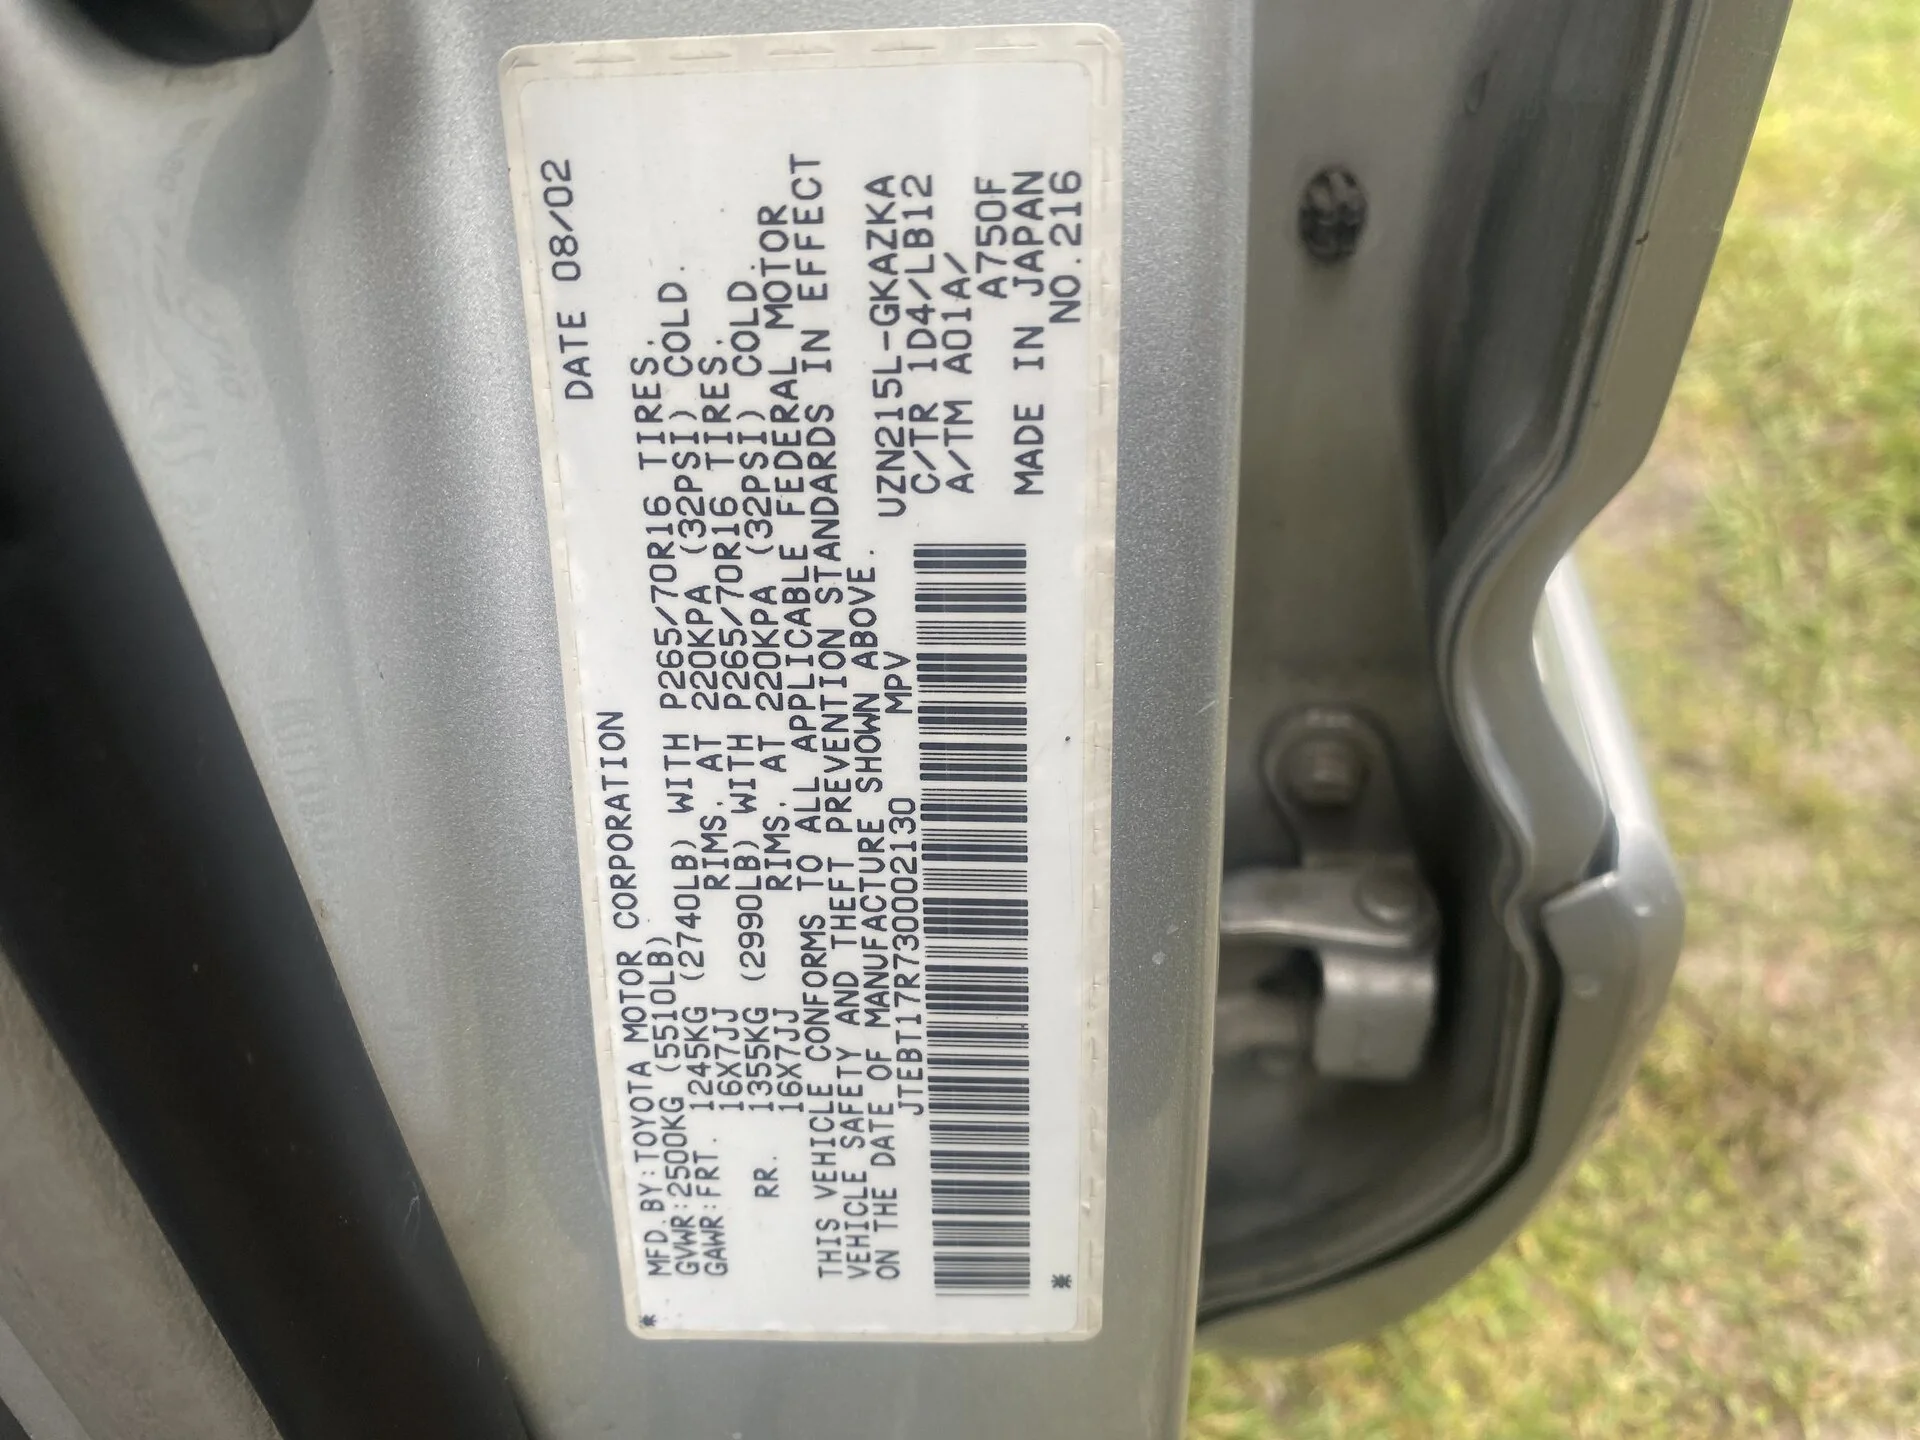 DATE 08/02
MFD.BY:TOYOTA MOTOR CORPORATION
GVWR:2500KG (5510LB)
GAWR:FRT. 1245KG (2740LB) WITH P265/70R16 TIRES.
16X7JJ RIMS. AT 220KPA (32PSI) COLD.
RR. 1355KG (2990LB) WITH P265/70R16 TIRES.
16X7JJ RIMS. AT 220KPA (32PSI) COLD.
THIS VEHICLE CONFORMS TO ALL APPLICABLE FEDERAL MOTOR
VEHICLE SAFETY AND THEFT PREVENTION STANDARDS IN EFFECT
ON THE DATE OF MANUFACTURE SHOWN ABOVE.
JTEBT17R730002130 MPV
UZN215L-GKAZKA
C/TR 1D4/LB12
A/TM A01A/
A750F
MADE IN JAPAN
NO.216